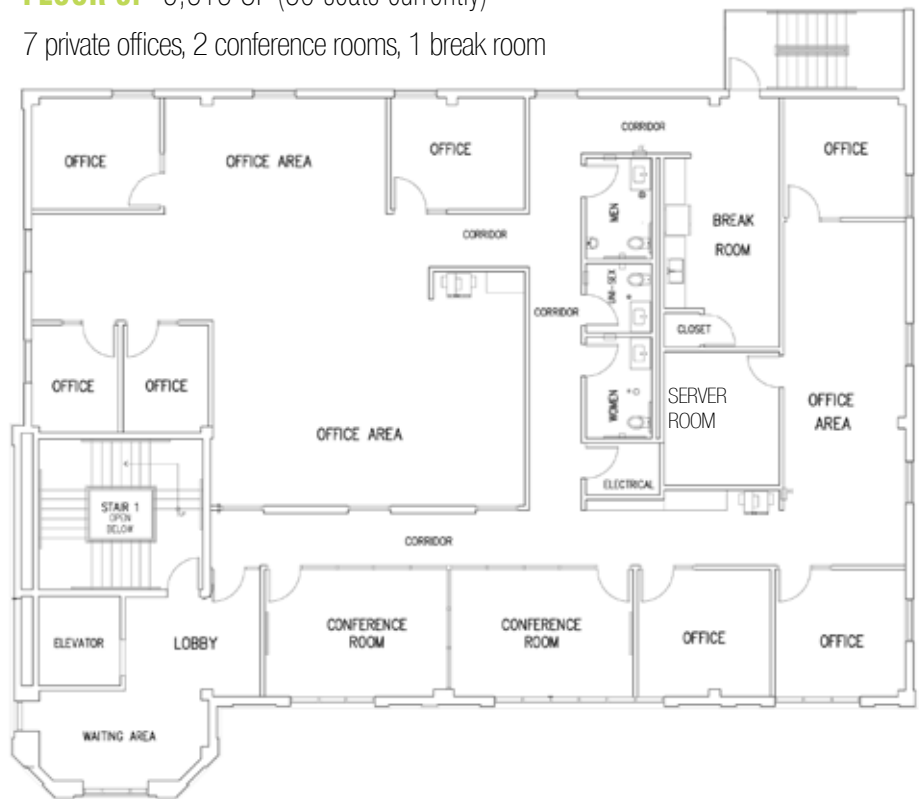 7 private offices, 2 conference rooms, 1 break room
CORRIDOR
OFFICE
OFFICE AREA
OFFICE
OFFICE
MEN
BREAK
ROOM
CORRIDOR
UNI-SEX
CORRIDOR
CLOSET
OFFICE
OFFICE
WOMEN
SERVER
ROOM
OFFICE
AREA
OFFICE AREA
ELECTRICAL
STAIR 1
OPEN
BELOW
CORRIDOR
ELEVATOR
LOBBY
CONFERENCE
ROOM
CONFERENCE
ROOM
OFFICE
OFFICE
WAITING AREA